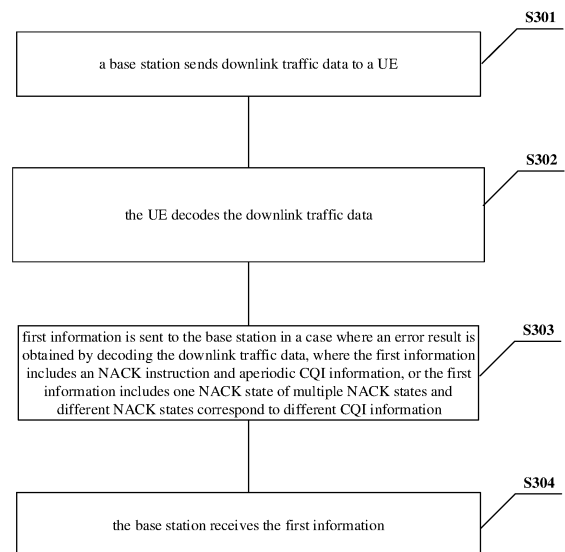 S301
a base station sends downlink traffic data to a UE
S302
the UE decodes the downlink traffic data
S303
first information is sent to the base station in a case where an error result is
obtained by decoding the downlink traffic data, where the first information
includes an NACK instruction and aperiodic CQI information, or the first
information includes one NACK state of multiple NACK states and
different NACK states correspond to different CQI information
S304
the base station receives the first information